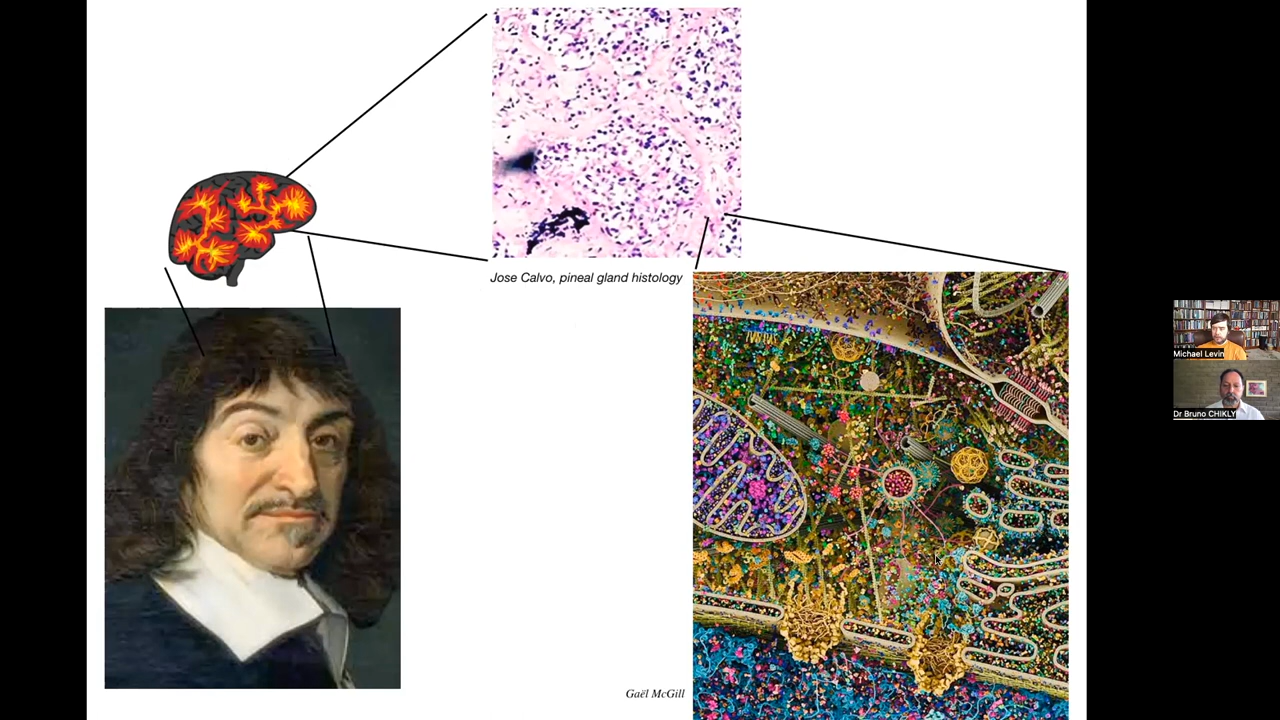 Jose Calvo, pineal gland histology
Michael Levin
Dr Bruno CHIKLY
Gaël McGill